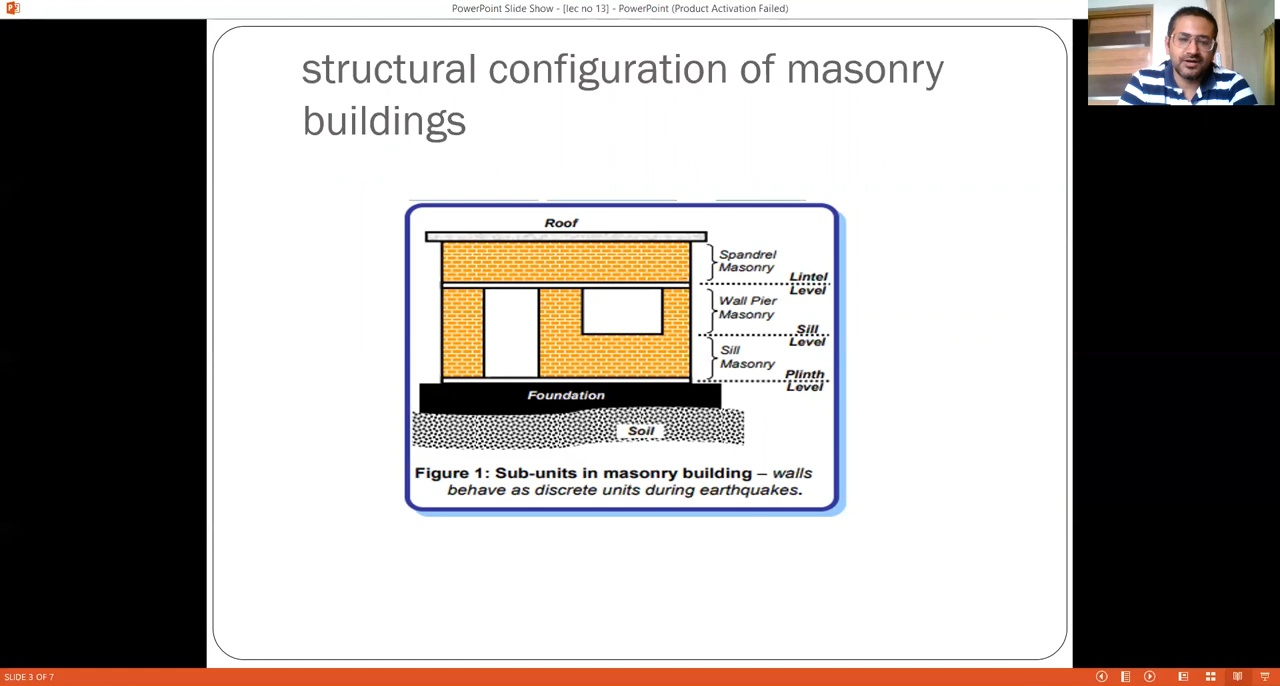 PowerPoint Slide Show - [lec no 13] - PowerPoint (Product Activation Failed)
structural configuration of masonry
buildings
Roof
Spandrel
Masonry
Lintel
Level
Wall Pier
Masonry
Sill
Level
Sill
Masonry
Plinth
Level
Foundation
Soil
Figure 1: Sub-units in masonry building – walls
behave as discrete units during earthquakes.
SLIDE 3 OF 7